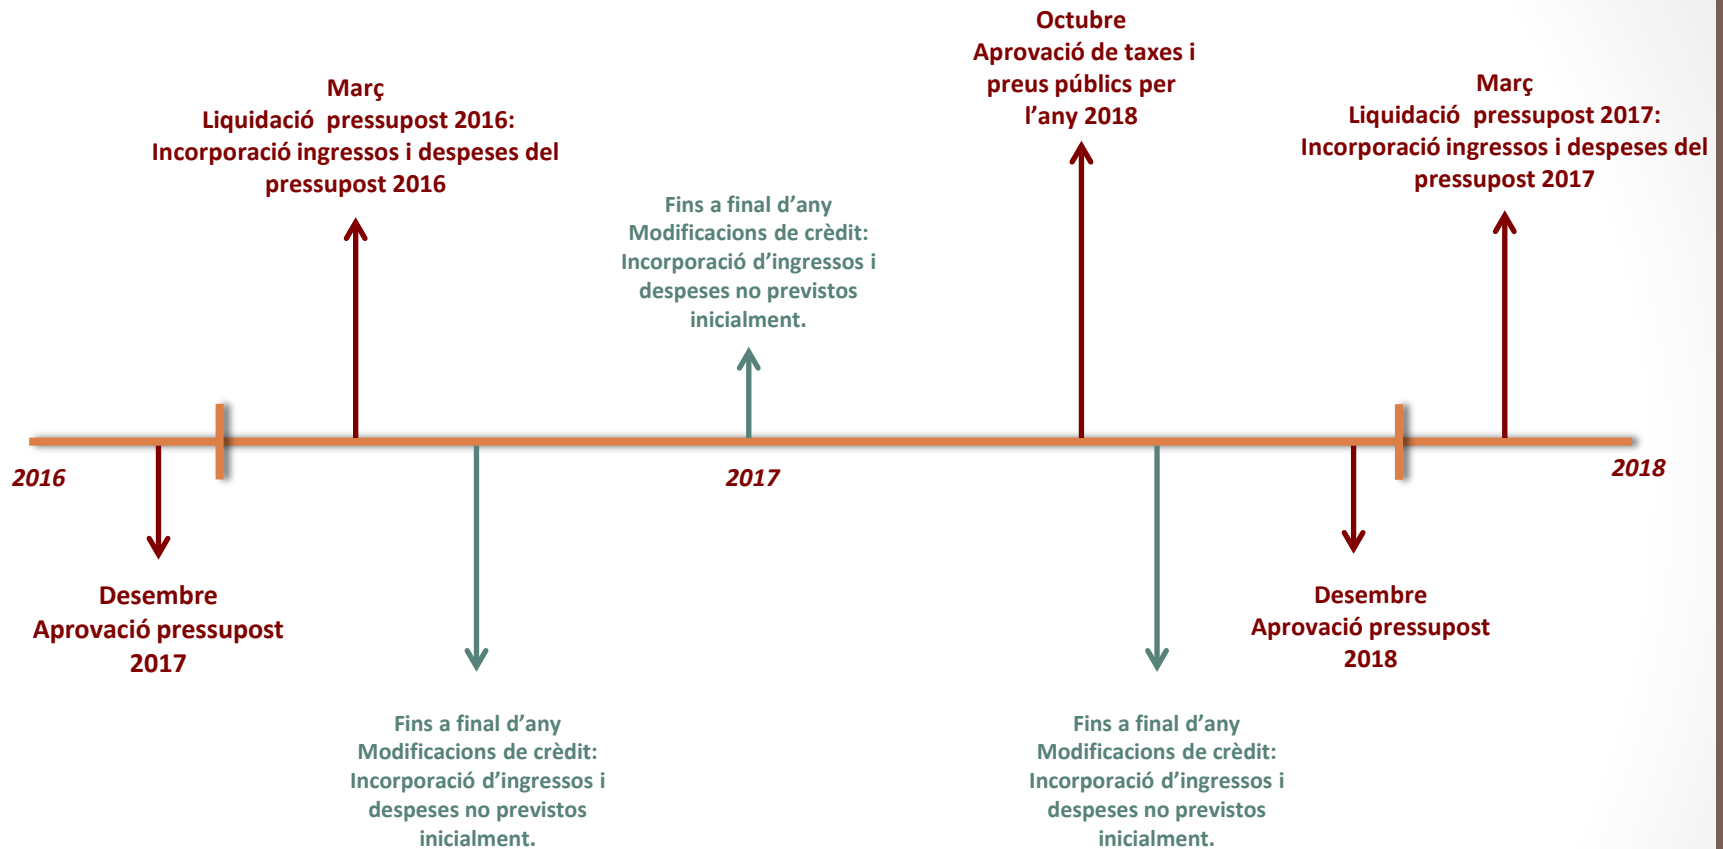 Octubre
Aprovació de taxes i
preus públics per
l'any 2018
Març
Liquidació pressupost 2016:
Incorporació ingressos i despeses del
pressupost 2016
Març
Liquidació pressupost 2017:
Incorporació ingressos i despeses del
pressupost 2017
Fins a final d'any
Modificacions de crèdit:
Incorporació d'ingressos i
despeses no previstos
inicialment.
2016
2017
2018
Desembre
Aprovació pressupost
2017
Desembre
Aprovació pressupost
2018
Fins a final d'any
Modificacions de crèdit:
Incorporació d'ingressos i
despeses no previstos
inicialment.
Fins a final d'any
Modificacions de crèdit:
Incorporació d'ingressos i
despeses no previstos
inicialment.